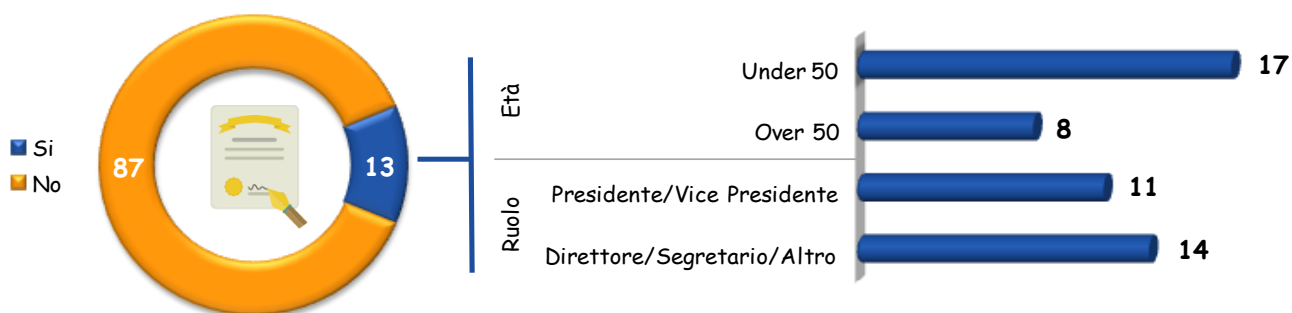 Si
No
87
13
Età
Under 50
17
Over 50
8
Ruolo
Presidente/Vice Presidente
11
Direttore/Segretario/Altro
14